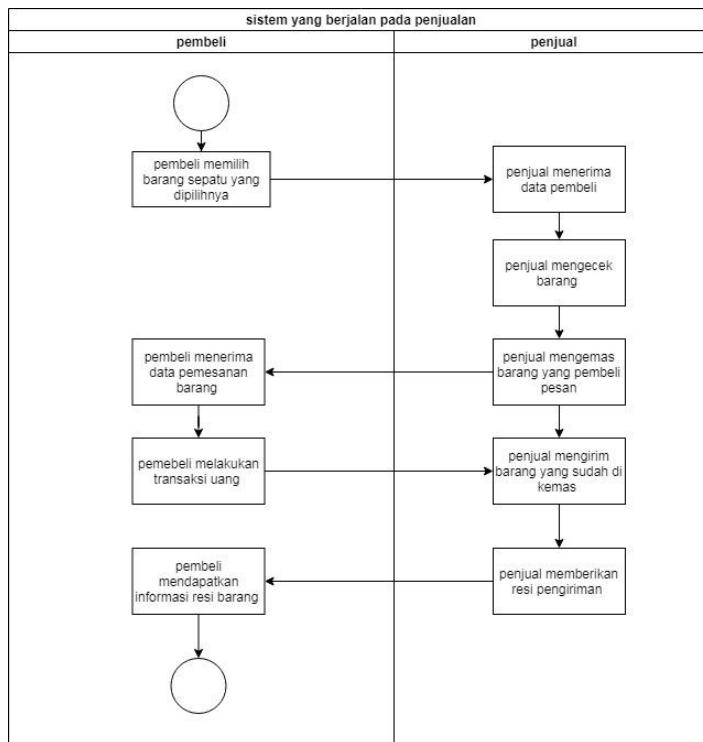 sistem yang berjalan pada penjualan
pembeli
penjual
pembeli memilih
barang sepatu yang
dipilihnya
penjual menerima
data pembeli
penjual mengecek
barang
pembeli menerima
data pemesanan
barang
penjual mengemas
barang yang pembeli
pesan
pemebeli melakukan
transaksi uang
penjual mengirim
barang yang sudah di
kemas
pembeli
mendapatkan
informasi resi barang
penjual memberikan
resi pengiriman